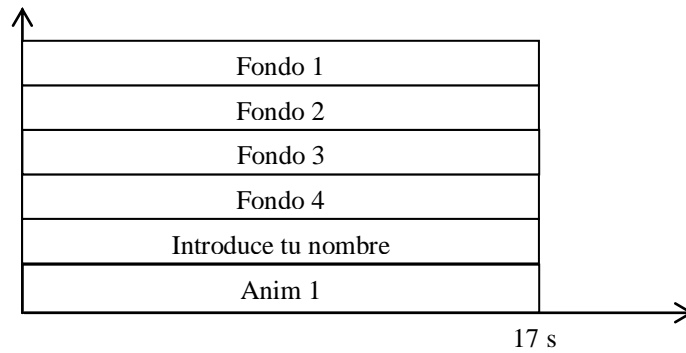 Fondo 1
Fondo 2
Fondo 3
Fondo 4
Introduce tu nombre
Anim 1
17 s